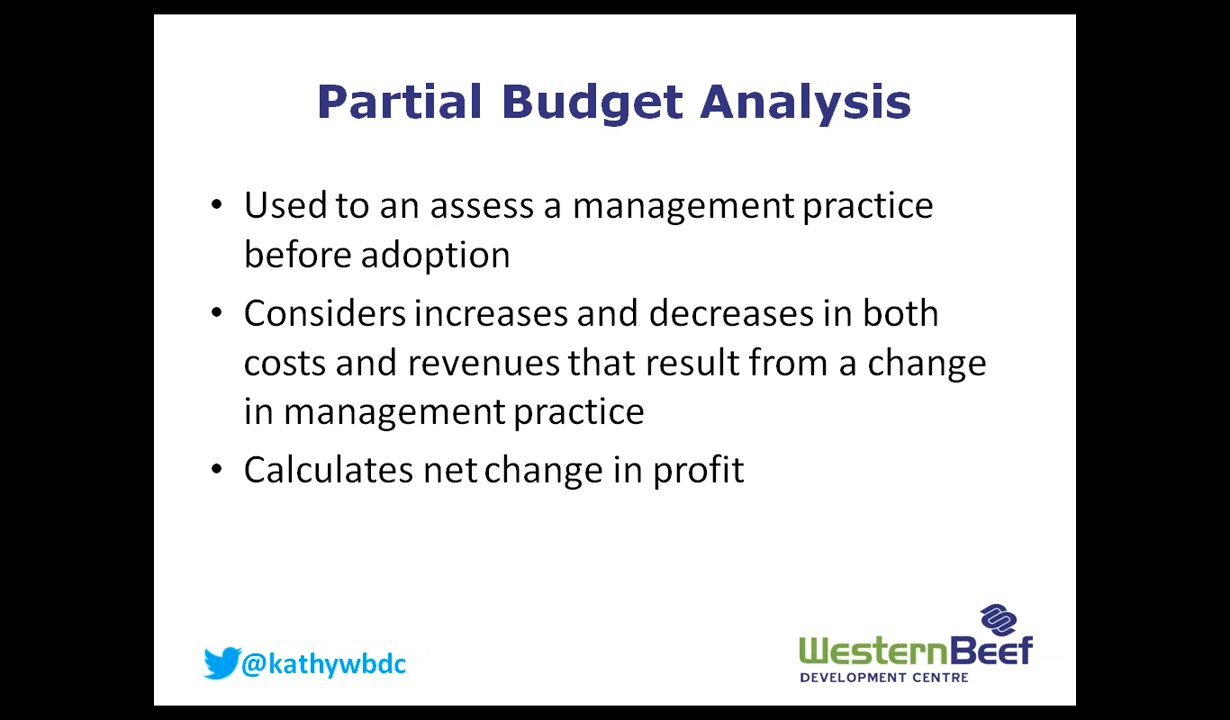 Partial Budget Analysis
• Used to an assess a management practice
before adoption
• Considers increases and decreases in both
costs and revenues that result from a change
in management practice
• Calculates net change in profit
@kathywbdc
WesternBeef
DEVELOPMENT CENTRE